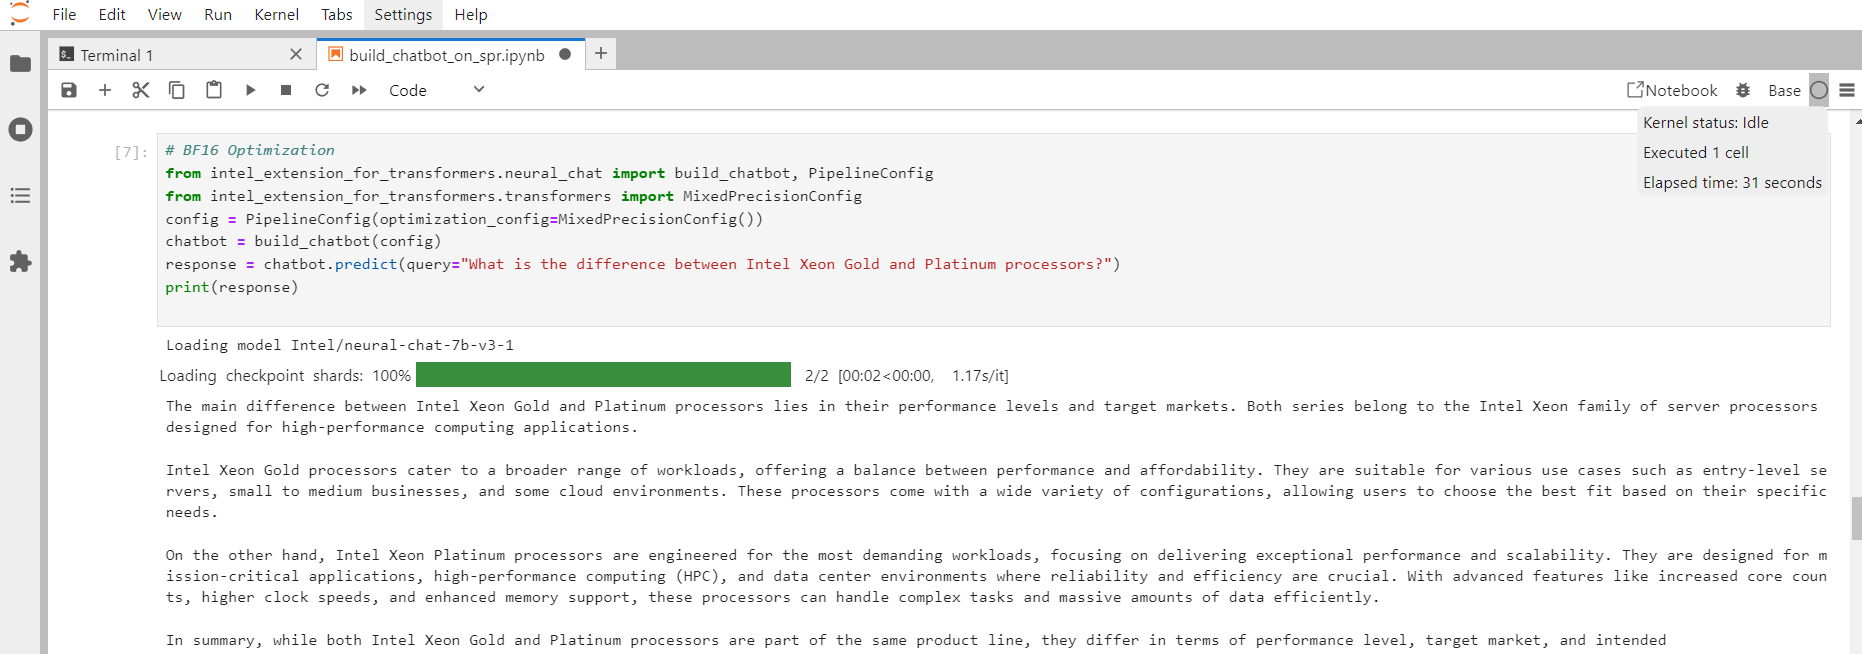 File Edit View Run Kernel Tabs Settings Help
Terminal 1
build_chatbot_on_spr.ipynb
Code
Notebook
Base
Kernel status: Idle
Executed 1 cell
Elapsed time: 31 seconds
[7]:
# BF16 Optimization
from intel_extension_for_transformers.neural_chat import build_chatbot, PipelineConfig
from intel_extension_for_transformers.transformers import MixedPrecisionConfig
config = PipelineConfig(optimization_config=MixedPrecisionConfig())
chatbot = build_chatbot(config)
response = chatbot.predict(query="What is the difference between Intel Xeon Gold and Platinum processors?")
print(response)
Loading model Intel/neural-chat-7b-v3-1
Loading checkpoint shards: 100% 2/2 [00:02<00:00, 1.17s/it]
The main difference between Intel Xeon Gold and Platinum processors lies in their performance levels and target markets. Both series belong to the Intel Xeon family of server processors
designed for high-performance computing applications.
Intel Xeon Gold processors cater to a broader range of workloads, offering a balance between performance and affordability. They are suitable for various use cases such as entry-level se
rvers, small to medium businesses, and some cloud environments. These processors come with a wide variety of configurations, allowing users to choose the best fit based on their specific
needs.
On the other hand, Intel Xeon Platinum processors are engineered for the most demanding workloads, focusing on delivering exceptional performance and scalability. They are designed for m
ission-critical applications, high-performance computing (HPC), and data center environments where reliability and efficiency are crucial. With advanced features like increased core coun
ts, higher clock speeds, and enhanced memory support, these processors can handle complex tasks and massive amounts of data efficiently.
In summary, while both Intel Xeon Gold and Platinum processors are part of the same product line, they differ in terms of performance level, target market, and intended